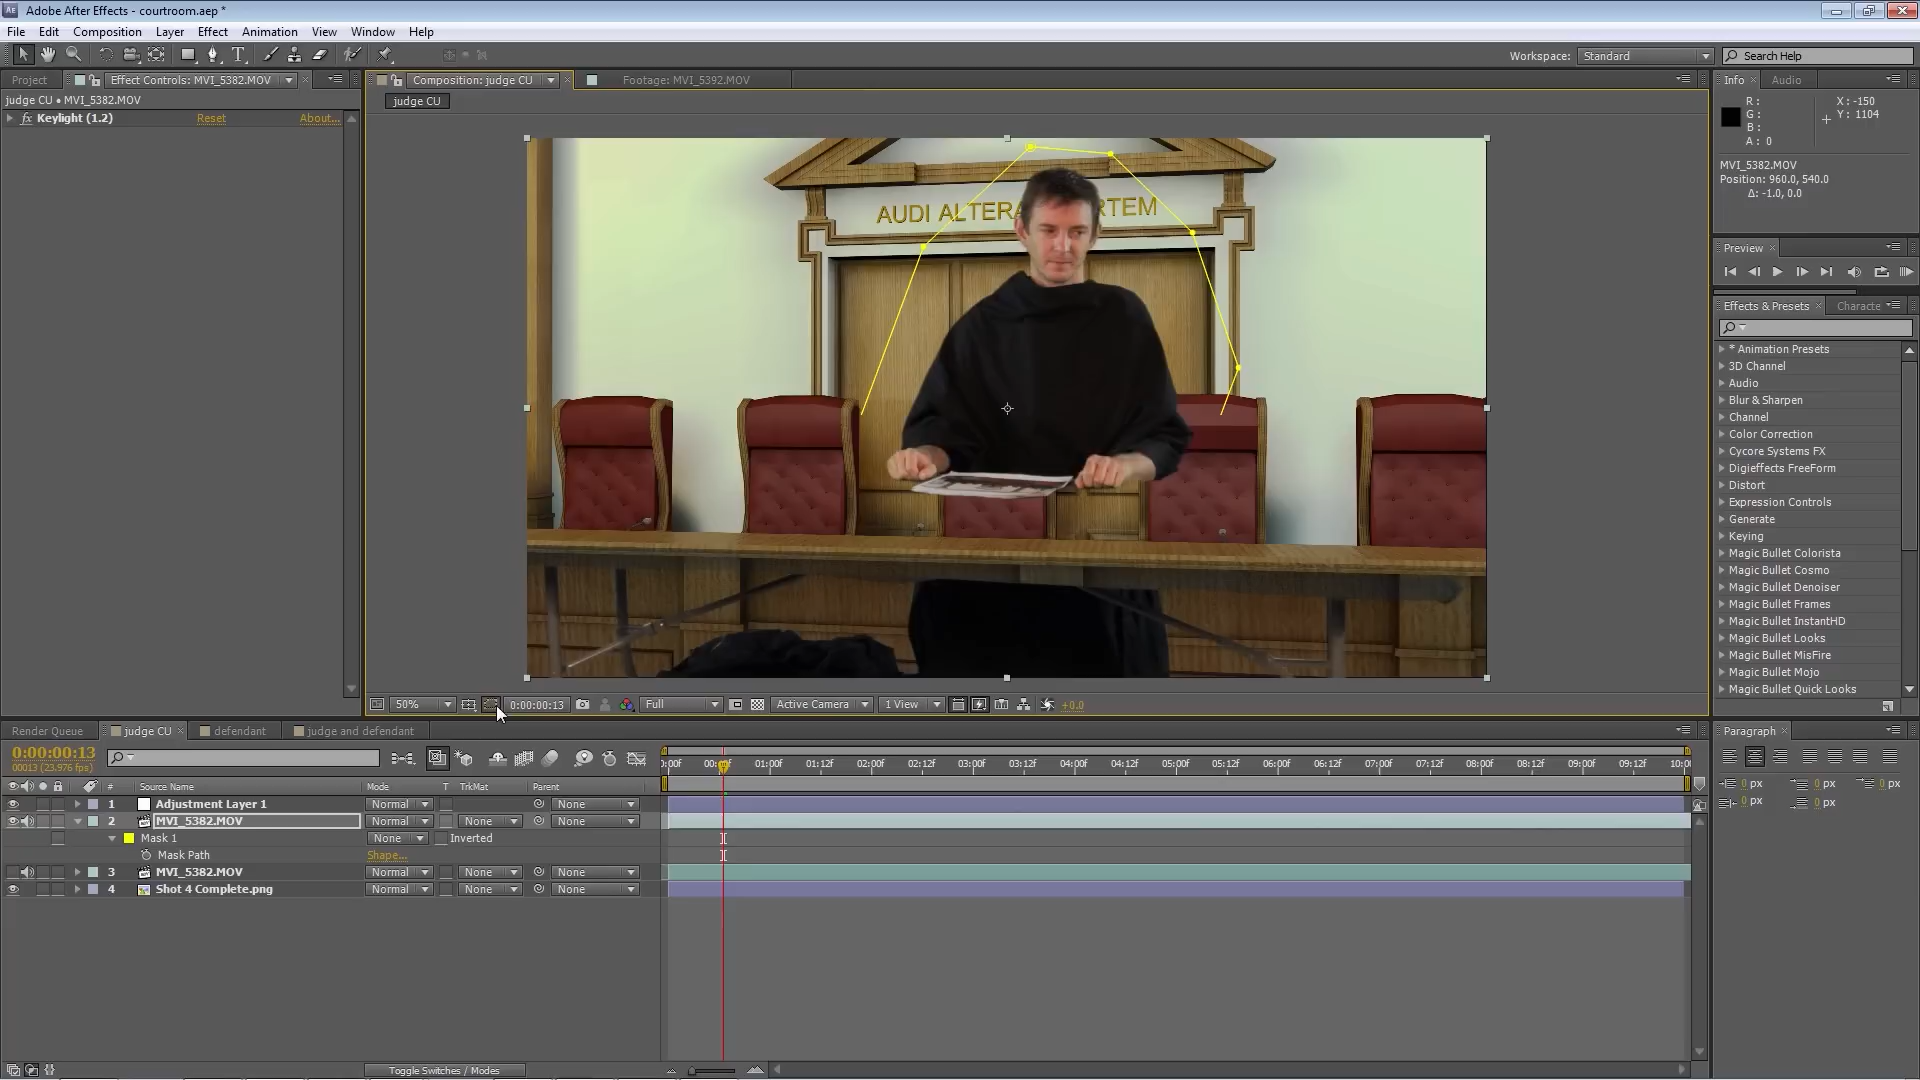 Adobe After Effects - courtroom.aep *
File Edit Composition Layer Effect Animation View Window Help
Workspace: Standard Search Help
Project Effect Controls: MVI_5382.MOV Composition: judge CU Footage: MVI_5392.MOV Info Audio
judge CU • MVI_5382.MOV judge CU R: X: -150
G: Y: 1104
B:
A: 0
fx Keylight (1.2) Reset About...
MVI_5382.MOV
Position: 960.0, 540.0
Δ: -1.0, 0.0
AUDI ALTERA RTEM
Preview
Effects & Presets Characte
* Animation Presets
3D Channel
Audio
Blur & Sharpen
Channel
Color Correction
Cycore Systems FX
Digieffects FreeForm
Distort
Expression Controls
Generate
Keying
Magic Bullet Colorista
Magic Bullet Cosmo
Magic Bullet Denoiser
Magic Bullet Frames
Magic Bullet InstantHD
Magic Bullet Looks
Magic Bullet MisFire
Magic Bullet Mojo
Magic Bullet Quick Looks
50% 0:00:00:13 Full Active Camera 1 View +0.0
Render Queue judge CU defendant judge and defendant Paragraph
0:00:00:13
00013 (23.976 fps)
):00f 00:12f 01:00f 01:12f 02:00f 02:12f 03:00f 03:12f 04:00f 04:12f 05:00f 05:12f 06:00f 06:12f 07:00f 07:12f 08:00f 08:12f 09:00f 09:12f 10:0(
# Source Name Mode T TrkMat Parent
0 px 0 px 0 px
0 px 0 px
1 Adjustment Layer 1 Normal None
2 MVI_5382.MOV Normal None None
Mask 1 None Inverted
Mask Path Shape...
3 MVI_5382.MOV Normal None None
4 Shot 4 Complete.png Normal None None
Toggle Switches / Modes